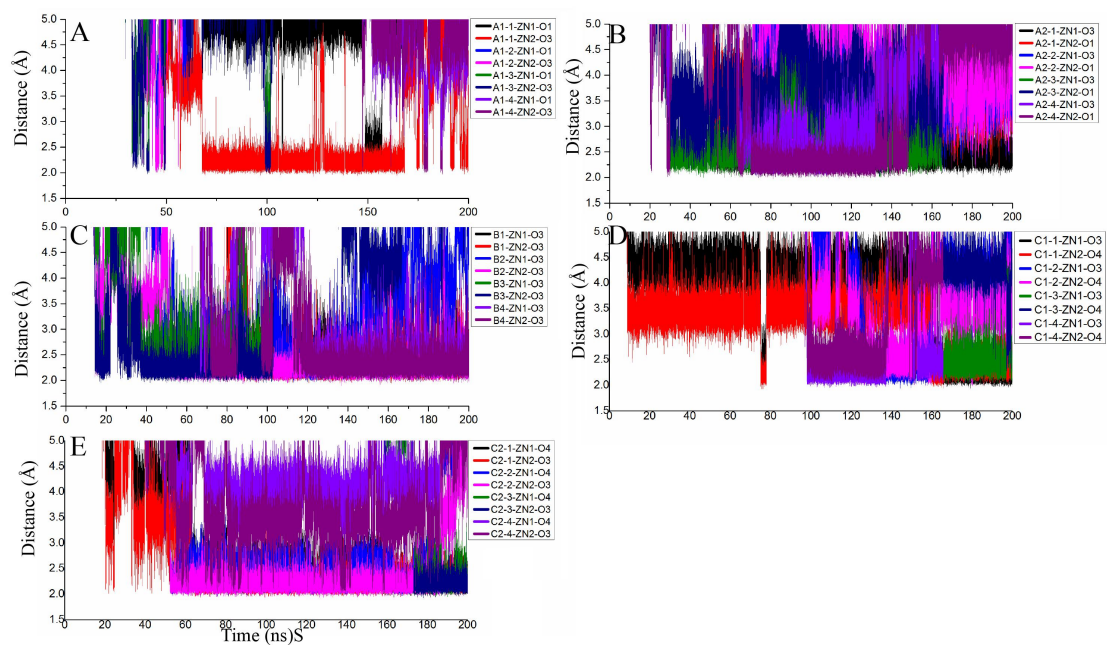 A
5.0
4.5
4.0
3.5
3.0
2.5
2.0
1.5
Distance (Å)
0 50 100 150 200
A1-1-ZN1-O1
A1-1-ZN2-O3
A1-2-ZN1-O1
A1-2-ZN2-O3
A1-3-ZN1-O1
A1-3-ZN2-O3
A1-4-ZN1-O1
A1-4-ZN2-O3
B
5.0
4.5
4.0
3.5
3.0
2.5
2.0
1.5
Distance (Å)
0 20 40 60 80 100 120 140 160 180 200
A2-1-ZN1-O3
A2-1-ZN2-O1
A2-2-ZN1-O3
A2-2-ZN2-O1
A2-3-ZN1-O3
A2-3-ZN2-O1
A2-4-ZN1-O3
A2-4-ZN2-O1
C
5.0
4.5
4.0
3.5
3.0
2.5
2.0
1.5
Distance (Å)
0 20 40 60 80 100 120 140 160 180 200
B1-ZN1-O3
B1-ZN2-O3
B2-ZN1-O3
B2-ZN2-O3
B3-ZN1-O3
B3-ZN2-O3
B4-ZN1-O3
B4-ZN2-O3
D
5.0
4.5
4.0
3.5
3.0
2.5
2.0
1.5
Distance (Å)
0 20 40 60 80 100 120 140 160 180 200
C1-1-ZN1-O3
C1-1-ZN2-O4
C1-2-ZN1-O3
C1-2-ZN2-O4
C1-3-ZN1-O3
C1-3-ZN2-O4
C1-4-ZN1-O3
C1-4-ZN2-O4
E
5.0
4.5
4.0
3.5
3.0
2.5
2.0
1.5
Distance (Å)
0 20 40 60 80 100 120 140 160 180 200
Time (ns)S
C2-1-ZN1-O4
C2-1-ZN2-O3
C2-2-ZN1-O4
C2-2-ZN2-O3
C2-3-ZN1-O4
C2-3-ZN2-O3
C2-4-ZN1-O4
C2-4-ZN2-O3